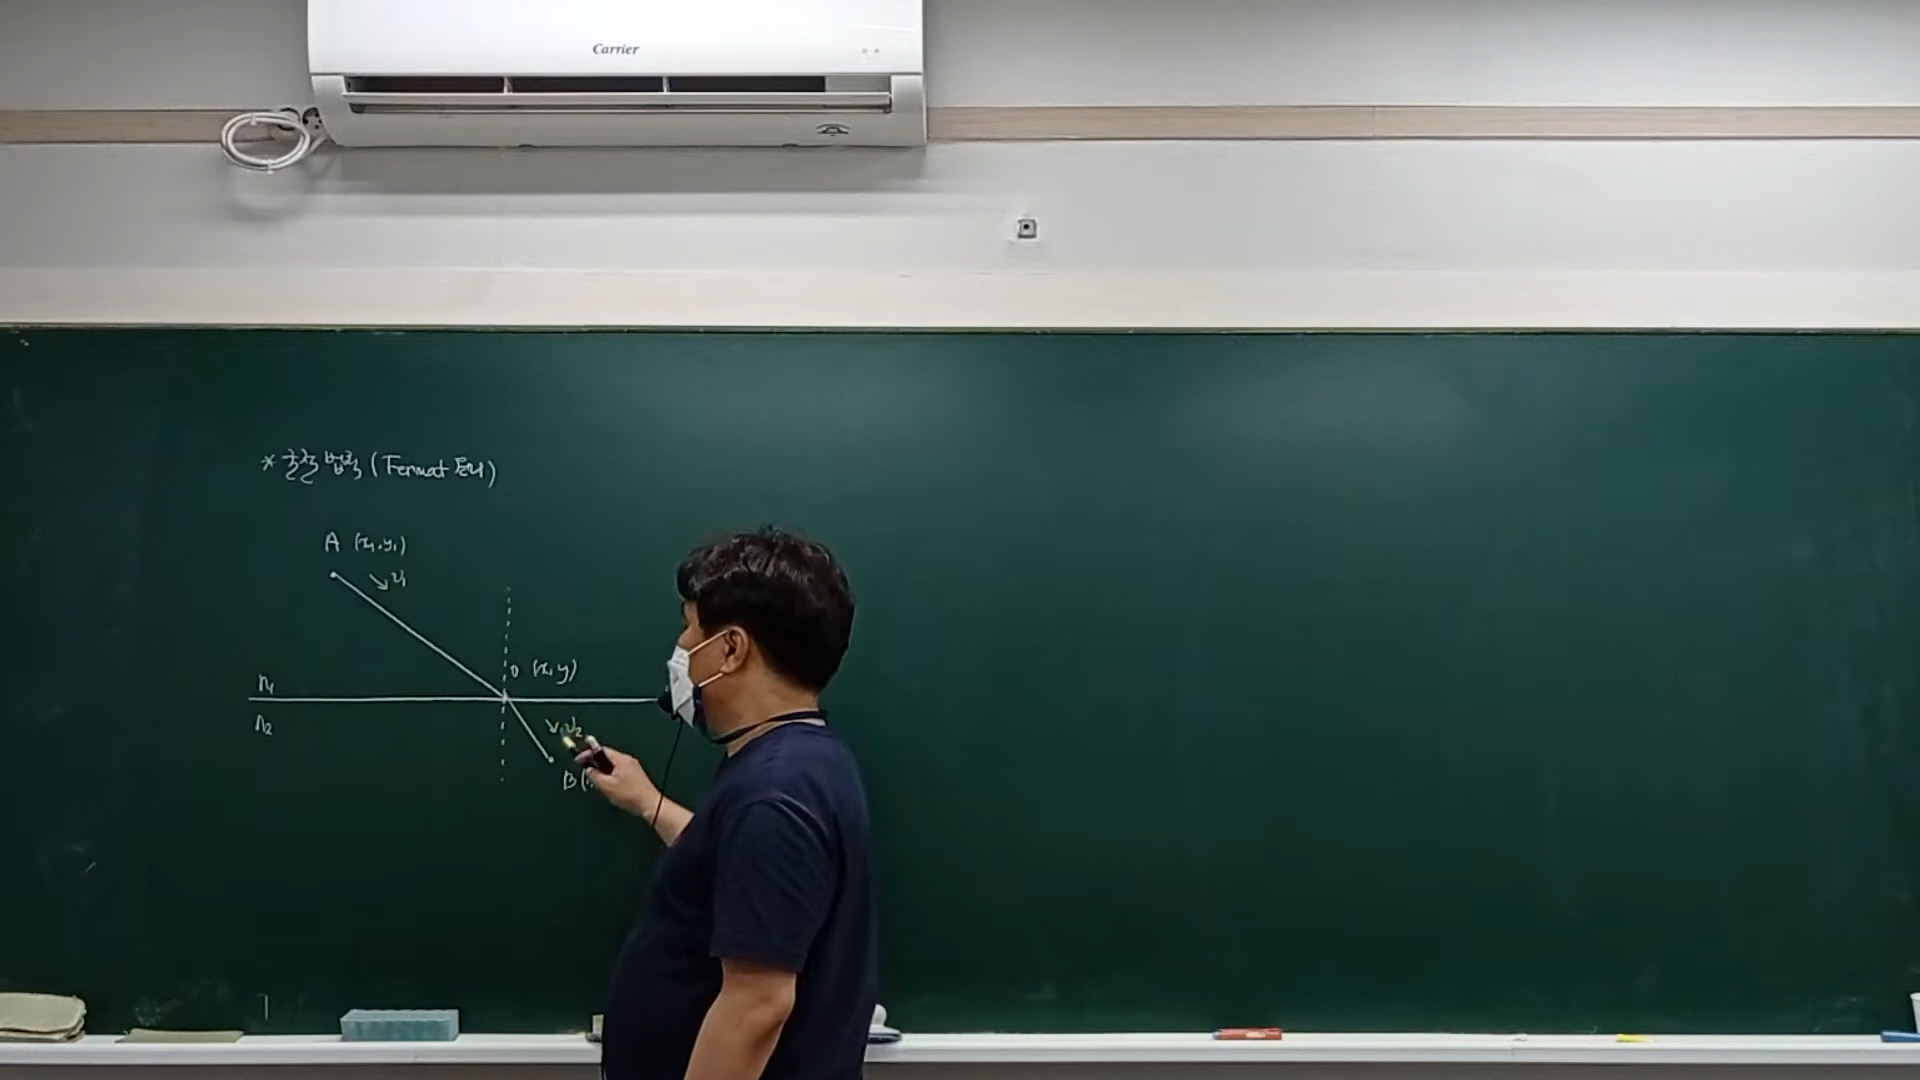 Carrier
* 굴절 법칙 (Fermat 원리)
A (x₁, y₁)
↘ v₁
O (x, y)
n₁
n₂
↘ v₂
B (